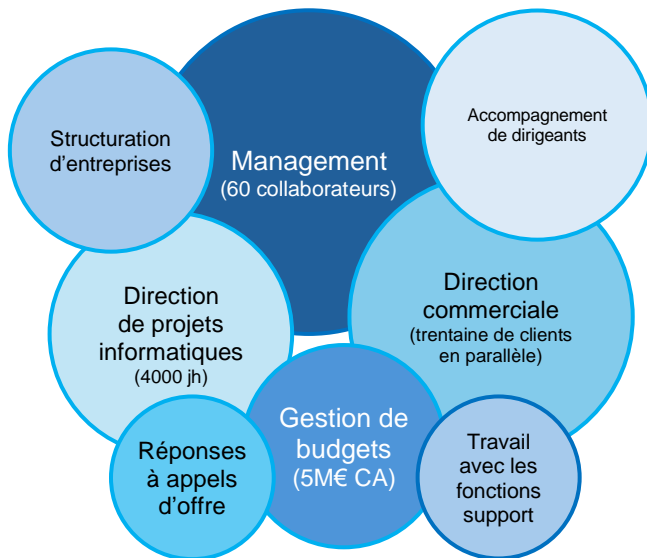 Structuration
d'entreprises
Management
(60 collaborateurs)
Accompagnement
de dirigeants
Direction
de projets
informatiques
(4000 jh)
Direction
commerciale
(trentaine de clients
en parallèle)
Réponses
à appels
d'offre
Gestion de
budgets
(5M€ CA)
Travail
avec les
fonctions
support